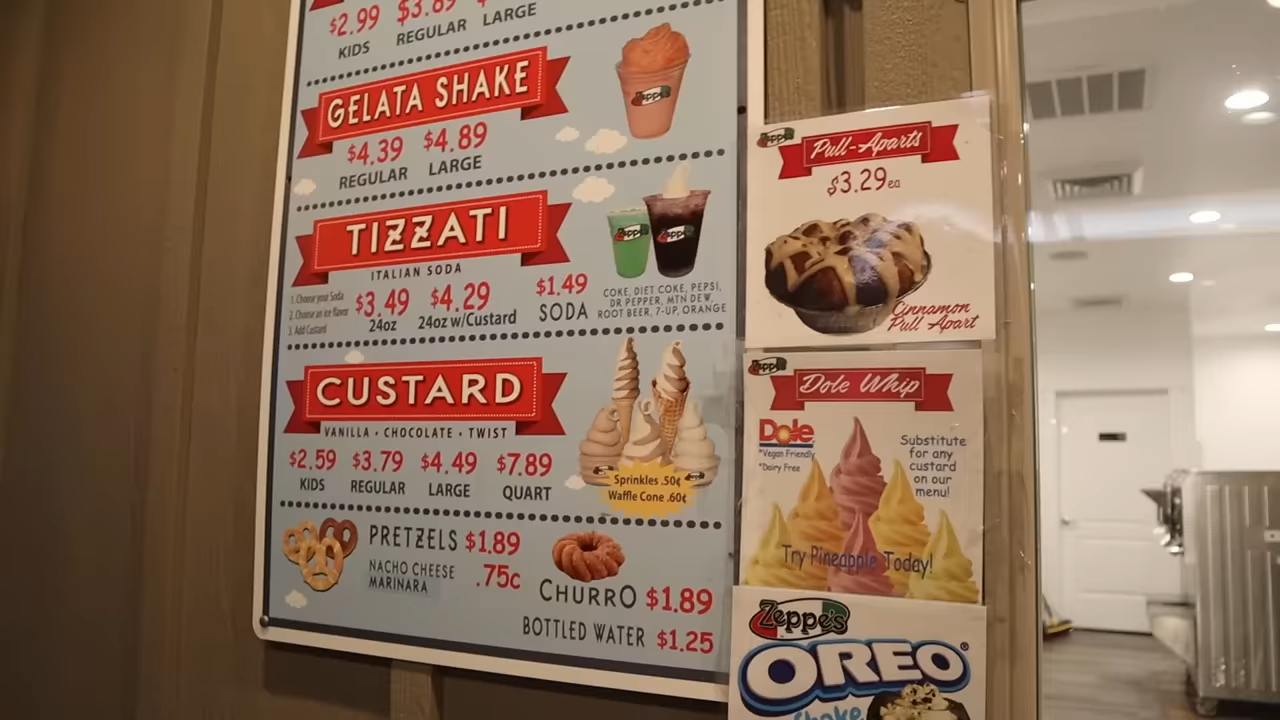 $2.99 $3.89
KIDS REGULAR LARGE
GELATA SHAKE
$4.39 $4.89
REGULAR LARGE
Zeppe's
TIZZATI
ITALIAN SODA
1. Choose your Soda
2. Choose an ice flavor
3. Add Custard
$3.49 $4.29
24oz 24oz w/Custard
$1.49
SODA
Zeppe's Zeppe's
COKE, DIET COKE, PEPSI,
DR PEPPER, MTN DEW,
ROOT BEER, 7-UP, ORANGE
CUSTARD
VANILLA • CHOCOLATE • TWIST
$2.59 $3.79 $4.49 $7.89
KIDS REGULAR LARGE QUART
Sprinkles .50¢
Waffle Cone .60¢
PRETZELS $1.89
NACHO CHEESE
MARINARA
.75c
CHURRO $1.89
BOTTLED WATER $1.25
Zeppe's
Pull-Aparts
$3.29ea
Cinnamon
Pull Apart
Zeppe's
Dole Whip
Dole
*Vegan Friendly
*Dairy Free
Substitute
for any
custard
on our
menu!
Try Pineapple Today!
Zeppe's
OREO®
Shake